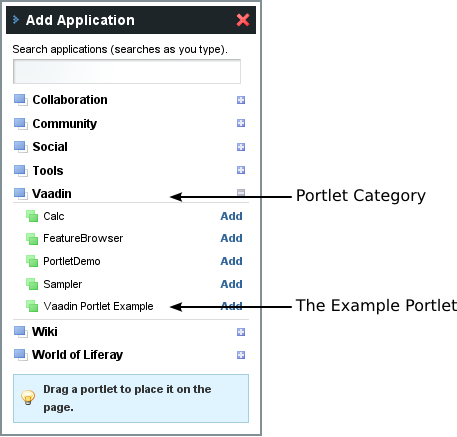 Add Application
Search applications (searches as you type).
Collaboration
Community
Social
Tools
Vaadin
Portlet Category
Calc Add
FeatureBrowser Add
PortletDemo Add
Sampler Add
Vaadin Portlet Example Add
The Example Portlet
Wiki
World of Liferay
Drag a portlet to place it on the
page.